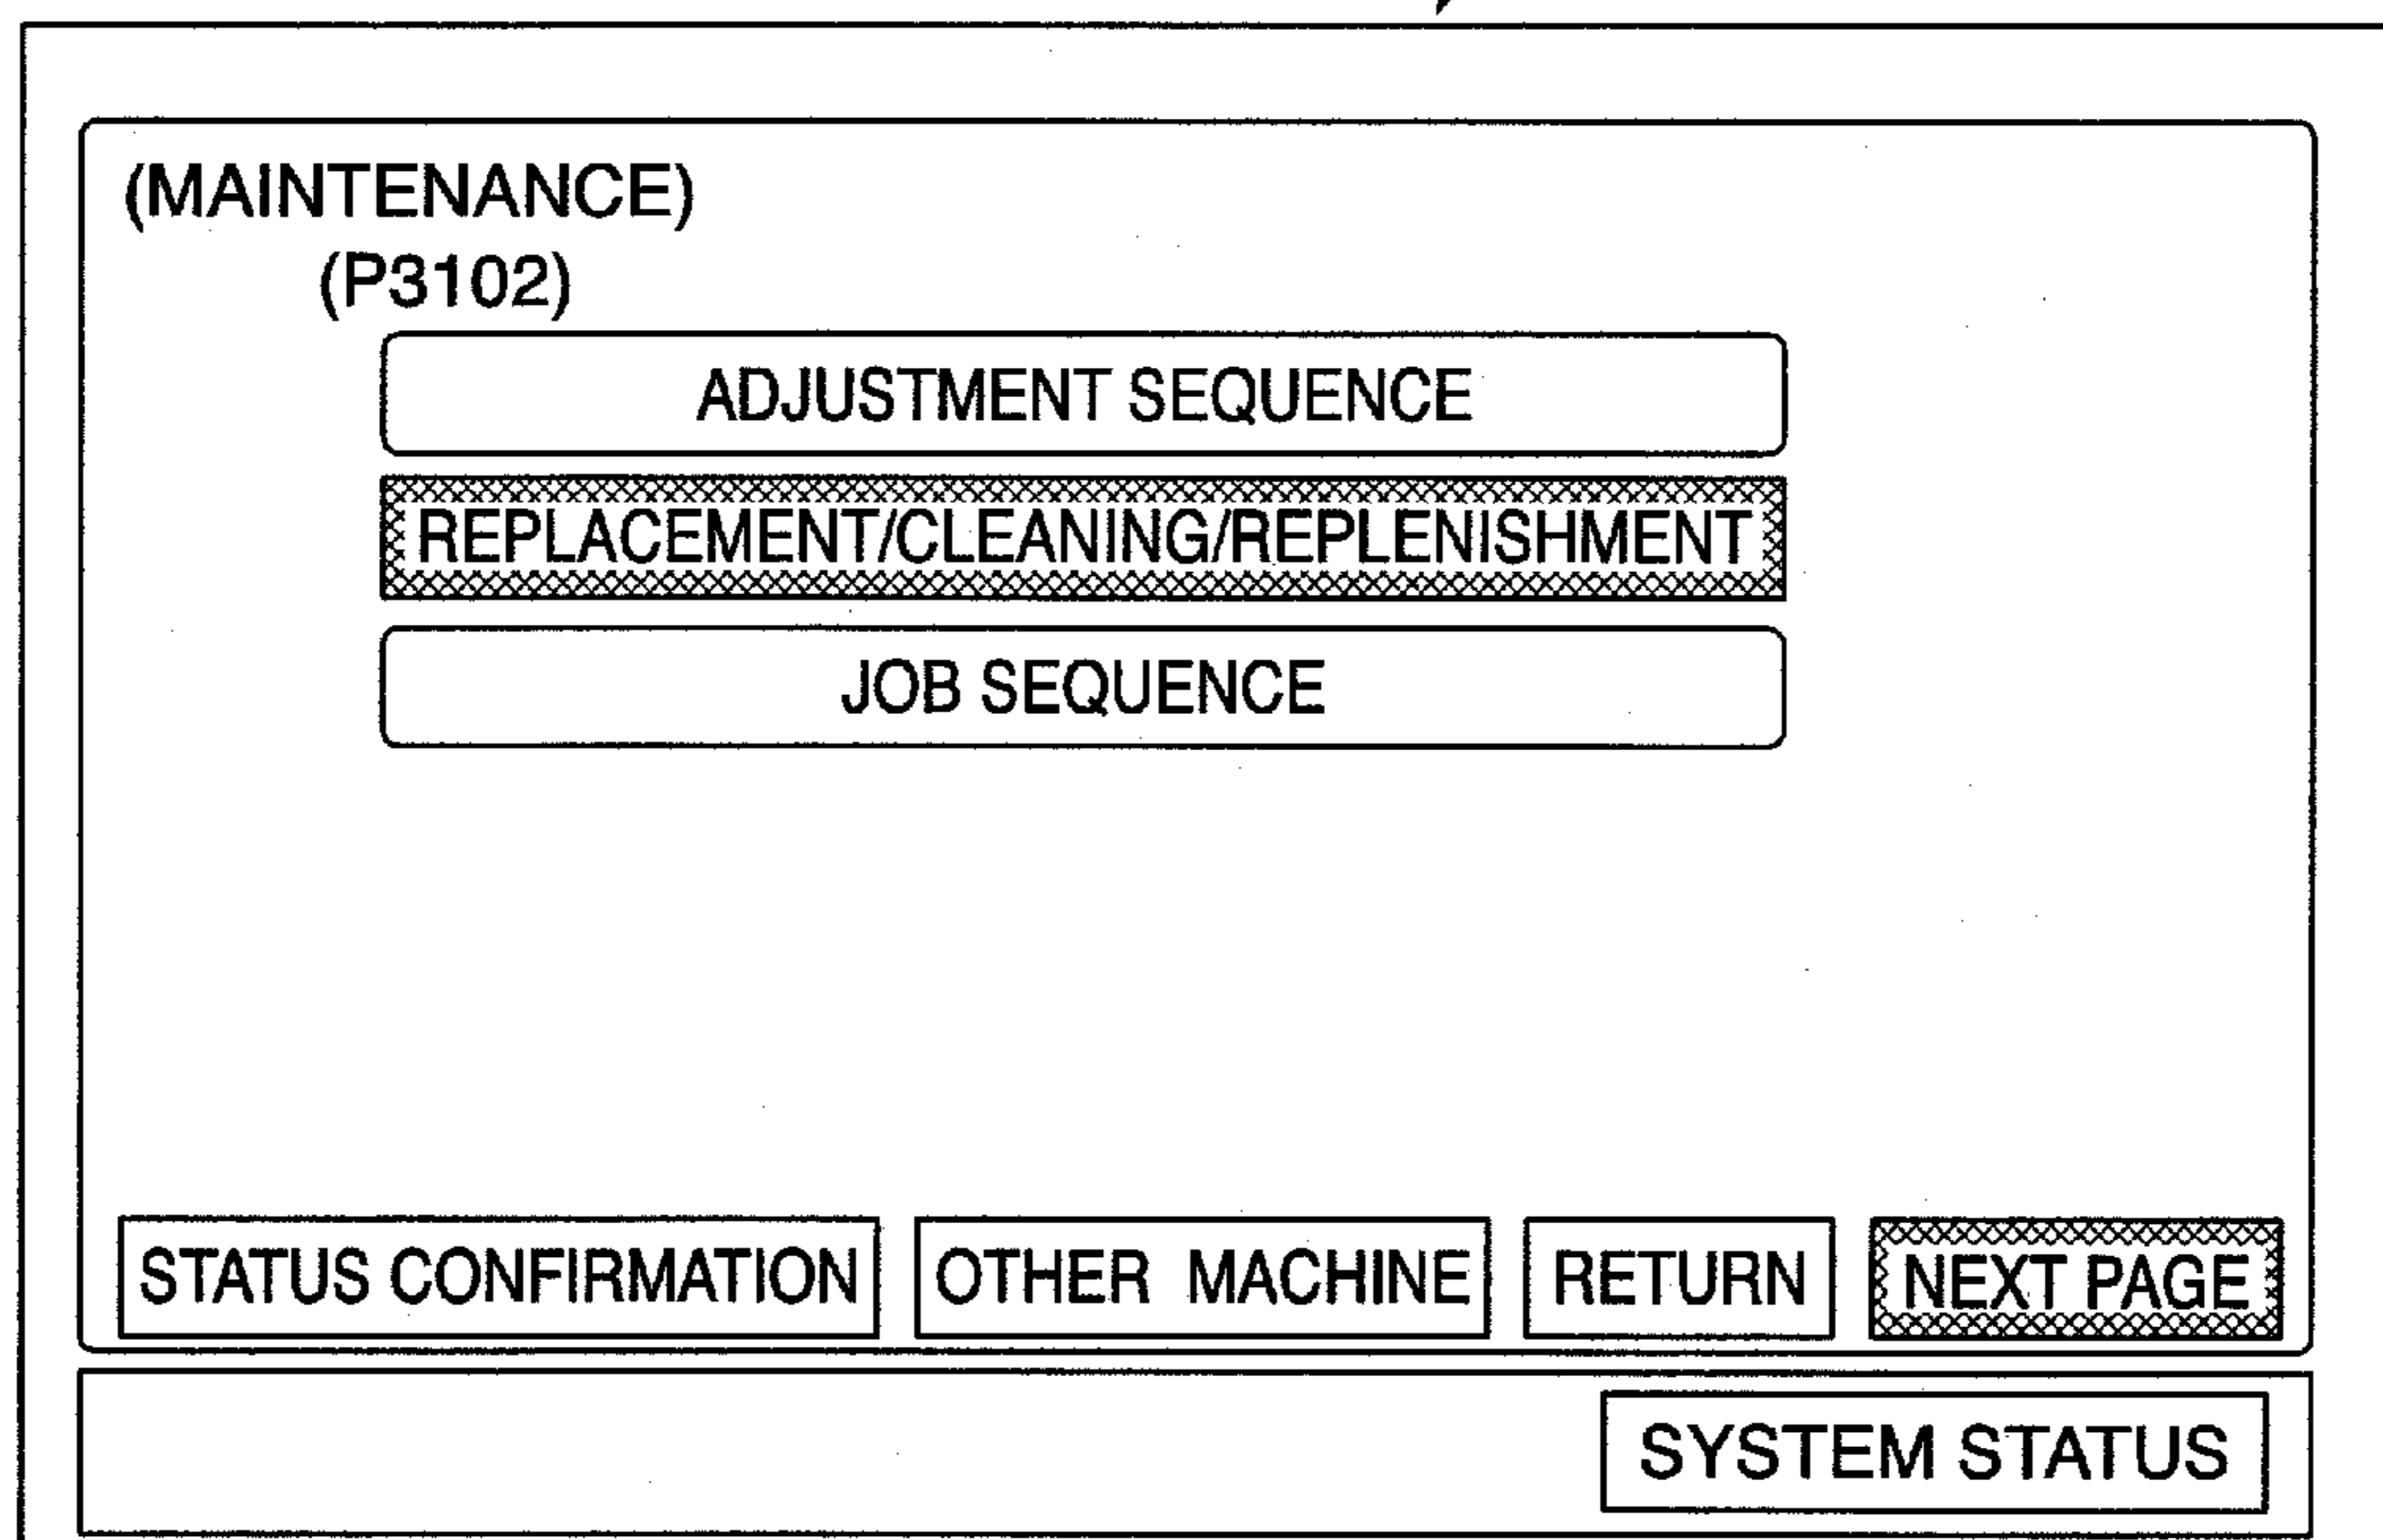 (MAINTENANCE)
(P3102)
ADJUSTMENT SEQUENCE
REPLACEMENT/CLEANING/REPLENISHMENT
JOB SEQUENCE
STATUS CONFIRMATION OTHER MACHINE RETURN NEXT PAGE
SYSTEM STATUS